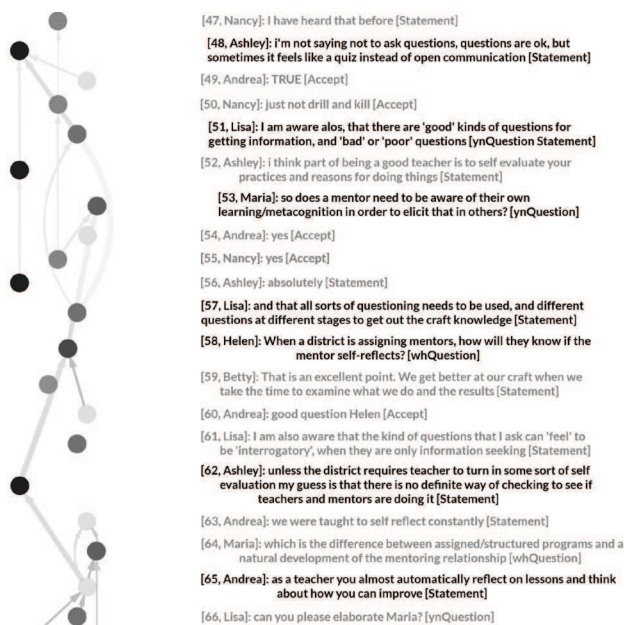 [47, Nancy]: I have heard that before [Statement]
[48, Ashley]: i'm not saying not to ask questions, questions are ok, but
sometimes it feels like a quiz instead of open communication [Statement]
[49, Andrea]: TRUE [Accept]
[50, Nancy]: just not drill and kill [Accept]
[51, Lisa]: I am aware alos, that there are 'good' kinds of questions for
getting information, and 'bad' or 'poor' questions [ynQuestion Statement]
[52, Ashley]: i think part of being a good teacher is to self evaluate your
practices and reasons for doing things [Statement]
[53, Maria]: so does a mentor need to be aware of their own
learning/metacognition in order to elicit that in others? [ynQuestion]
[54, Andrea]: yes [Accept]
[55, Nancy]: yes [Accept]
[56, Ashley]: absolutely [Statement]
[57, Lisa]: and that all sorts of questioning needs to be used, and different
questions at different stages to get out the craft knowledge [Statement]
[58, Helen]: When a district is assigning mentors, how will they know if the
mentor self-reflects? [whQuestion]
[59, Betty]: That is an excellent point. We get better at our craft when we
take the time to examine what we do and the results [Statement]
[60, Andrea]: good question Helen [Accept]
[61, Lisa]: I am also aware that the kind of questions that I ask can 'feel' to
be 'interrogatory', when they are only information seeking [Statement]
[62, Ashley]: unless the district requires teacher to turn in some sort of self
evaluation my guess is that there is no definite way of checking to see if
teachers and mentors are doing it [Statement]
[63, Andrea]: we were taught to self reflect constantly [Statement]
[64, Maria]: which is the difference between assigned/structured programs and a
natural development of the mentoring relationship [whQuestion]
[65, Andrea]: as a teacher you almost automatically reflect on lessons and think
about how you can improve [Statement]
[66, Lisa]: can you please elaborate Maria? [ynQuestion]